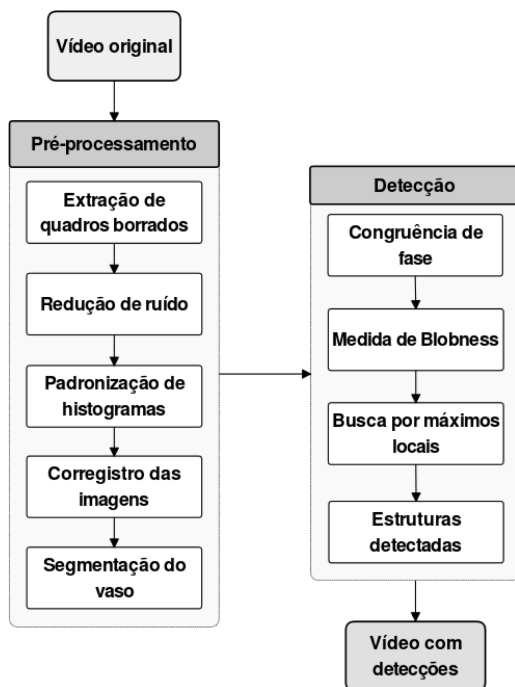 Vídeo original
Pré-processamento
Extração de
quadros borrados
Redução de ruído
Padronização de
histogramas
Corregistro das
imagens
Segmentação do
vaso
Detecção
Congruência de
fase
Medida de Blobness
Busca por máximos
locais
Estruturas
detectadas
Vídeo com
detecções